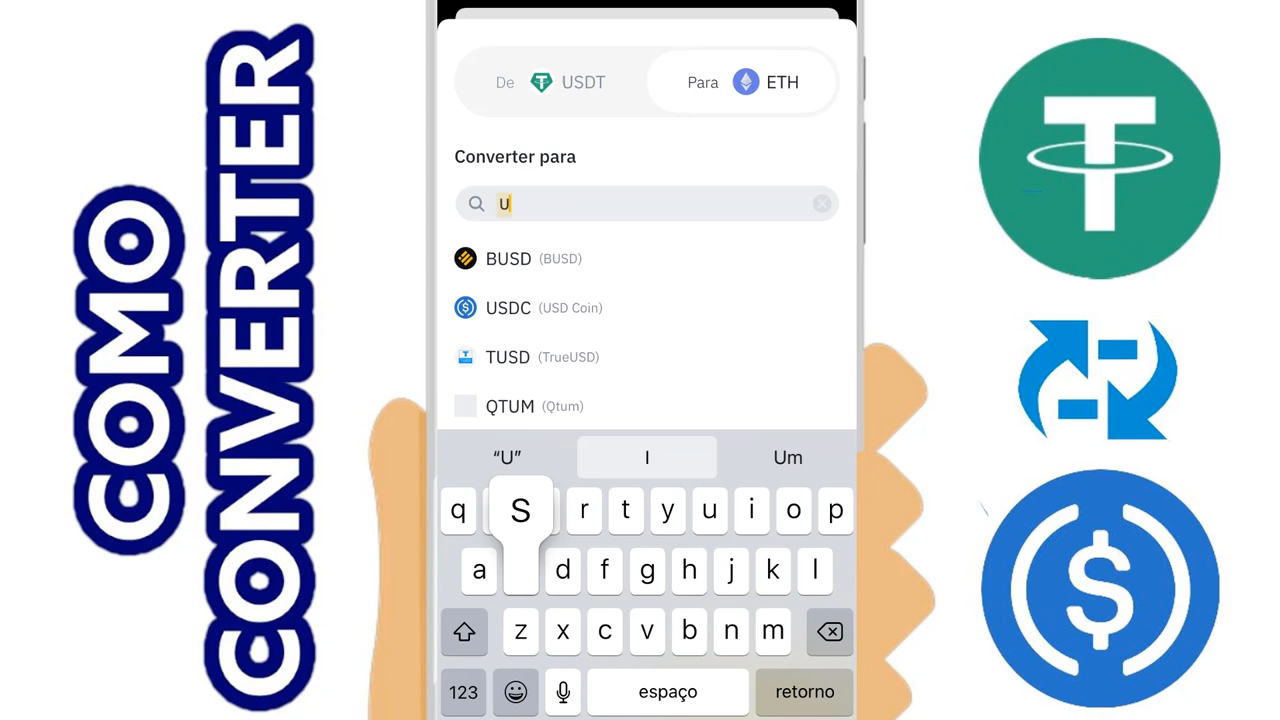 COMO
CONVERTER
De USDT Para ETH
Converter para
U
BUSD (BUSD)
USDC (USD Coin)
TUSD (TrueUSD)
QTUM (Qtum)
“U” I Um
q S r t y u i o p
a d f g h j k l
z x c v b n m
123 espaço retorno